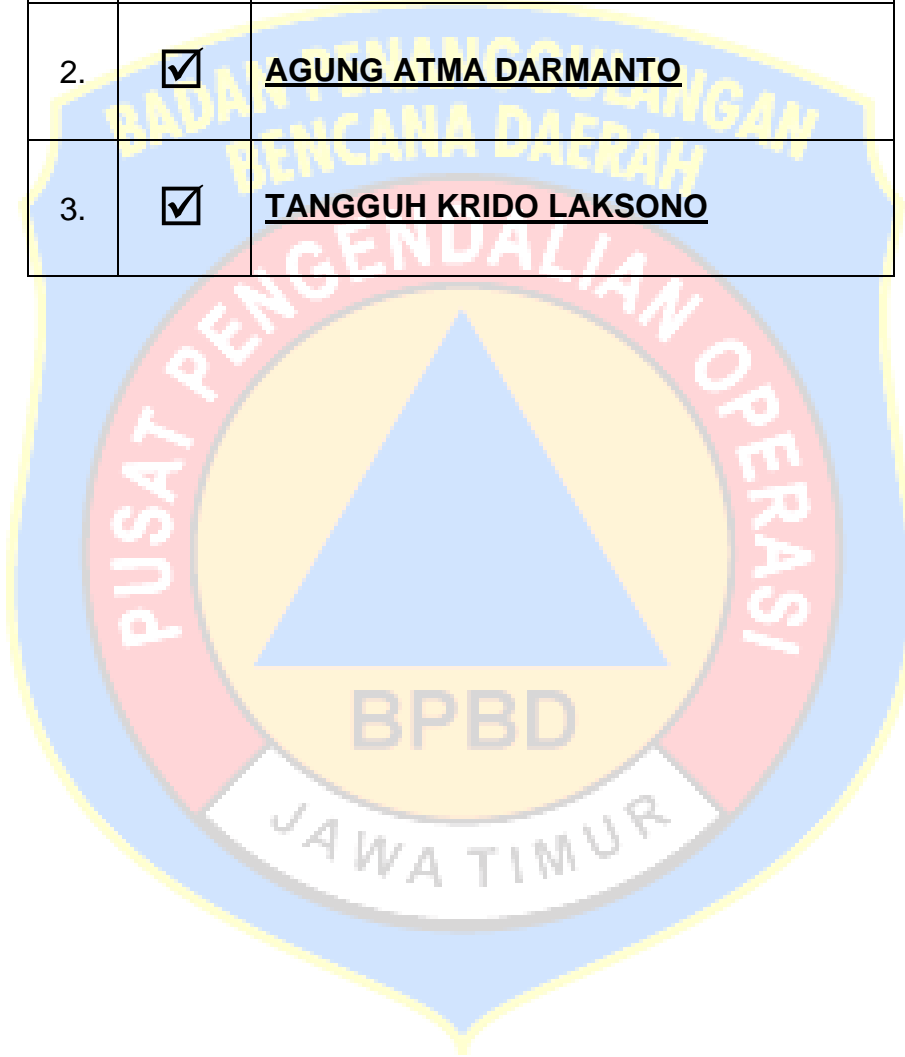 2. ☑ AGUNG ATMA DARMANTO
3. ☑ TANGGUH KRIDO LAKSONO
BADAN PENANGGULANGAN
BENCANA DAERAH
PUSAT PENGENDALIAN OPERASI
BPBD
JAWA TIMUR